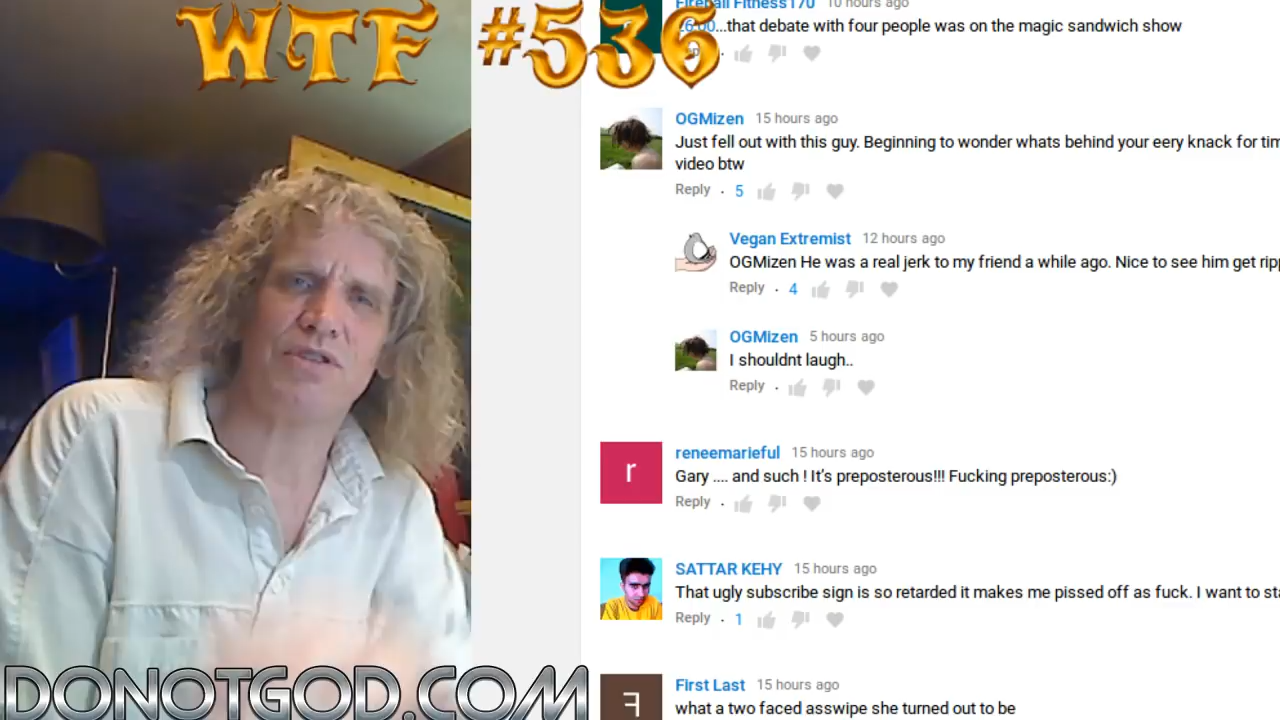 WTF #536
Fireball Fitness170 10 hours ago
26:00...that debate with four people was on the magic sandwich show
OGMizen 15 hours ago
Just fell out with this guy. Beginning to wonder whats behind your eery knack for tim
video btw
Reply · 5
Vegan Extremist 12 hours ago
OGMizen He was a real jerk to my friend a while ago. Nice to see him get rip
Reply · 4
OGMizen 5 hours ago
I shouldnt laugh..
Reply ·
r
reneemarieful 15 hours ago
Gary .... and such ! It's preposterous!!! Fucking preposterous:)
Reply ·
SATTAR KEHY 15 hours ago
That ugly subscribe sign is so retarded it makes me pissed off as fuck. I want to sta
Reply · 1
First Last 15 hours ago
what a two faced asswipe she turned out to be
DONOTGOD.COM